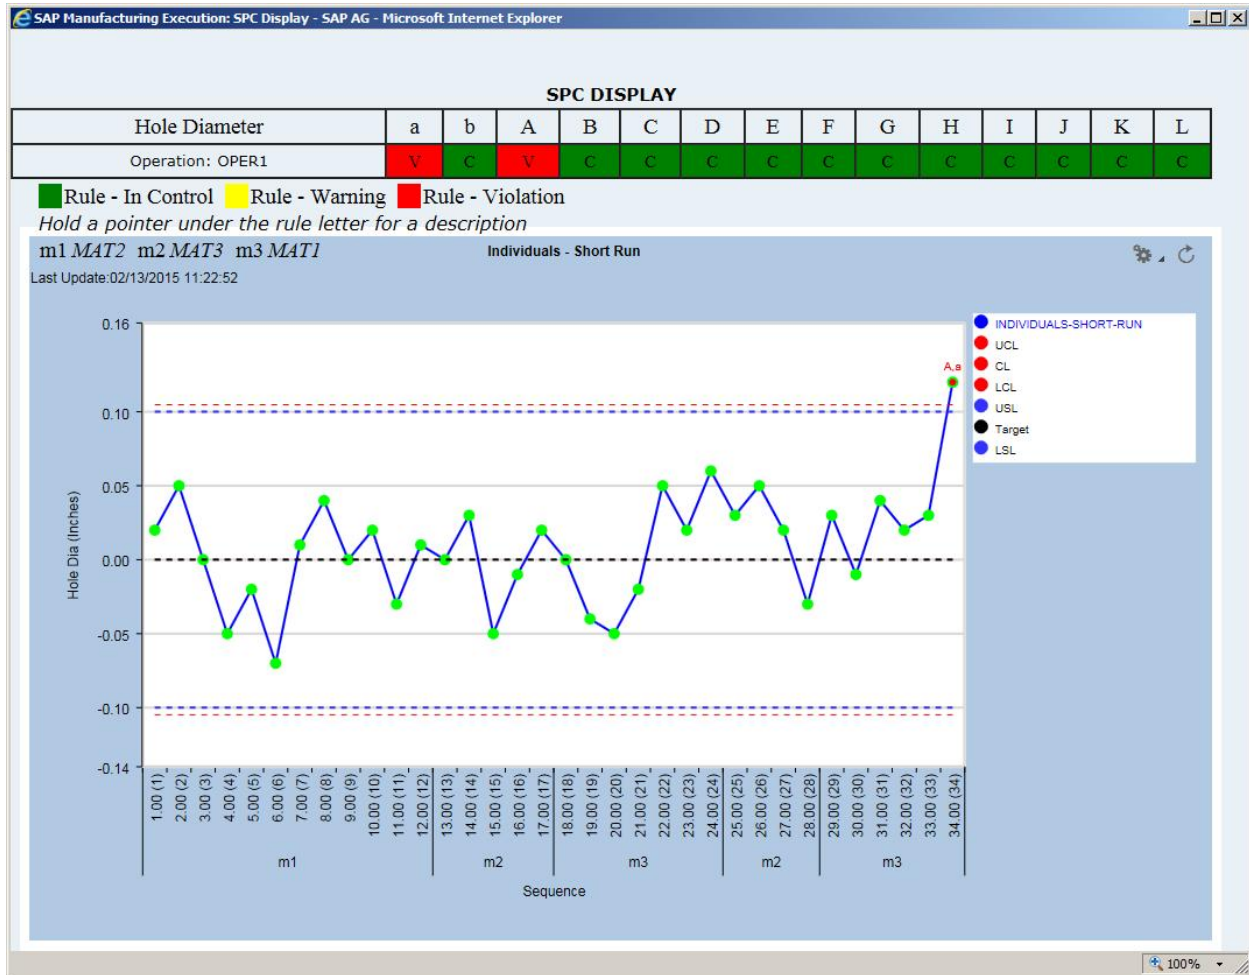 SAP Manufacturing Execution: SPC Display - SAP AG - Microsoft Internet Explorer
SPC DISPLAY
Hole Diameter a b A B C D E F G H I J K L
Operation: OPER1 V C V C C C C C C C C C C C
Rule - In Control Rule - Warning Rule - Violation
Hold a pointer under the rule letter for a description
m1 MAT2 m2 MAT3 m3 MAT1 Individuals - Short Run
Last Update:02/13/2015 11:22:52
0.16
0.10
0.05
0.00
-0.05
-0.10
-0.14
Hole Dia (Inches)
A,a
INDIVIDUALS-SHORT-RUN
UCL
CL
LCL
USL
Target
LSL
1.00 (1)
2.00 (2)
3.00 (3)
4.00 (4)
5.00 (5)
6.00 (6)
7.00 (7)
8.00 (8)
9.00 (9)
10.00 (10)
11.00 (11)
12.00 (12)
13.00 (13)
14.00 (14)
15.00 (15)
16.00 (16)
17.00 (17)
18.00 (18)
19.00 (19)
20.00 (20)
21.00 (21)
22.00 (22)
23.00 (23)
24.00 (24)
25.00 (25)
26.00 (26)
27.00 (27)
28.00 (28)
29.00 (29)
30.00 (30)
31.00 (31)
32.00 (32)
33.00 (33)
34.00 (34)
m1 m2 m3 m2 m3
Sequence
100%